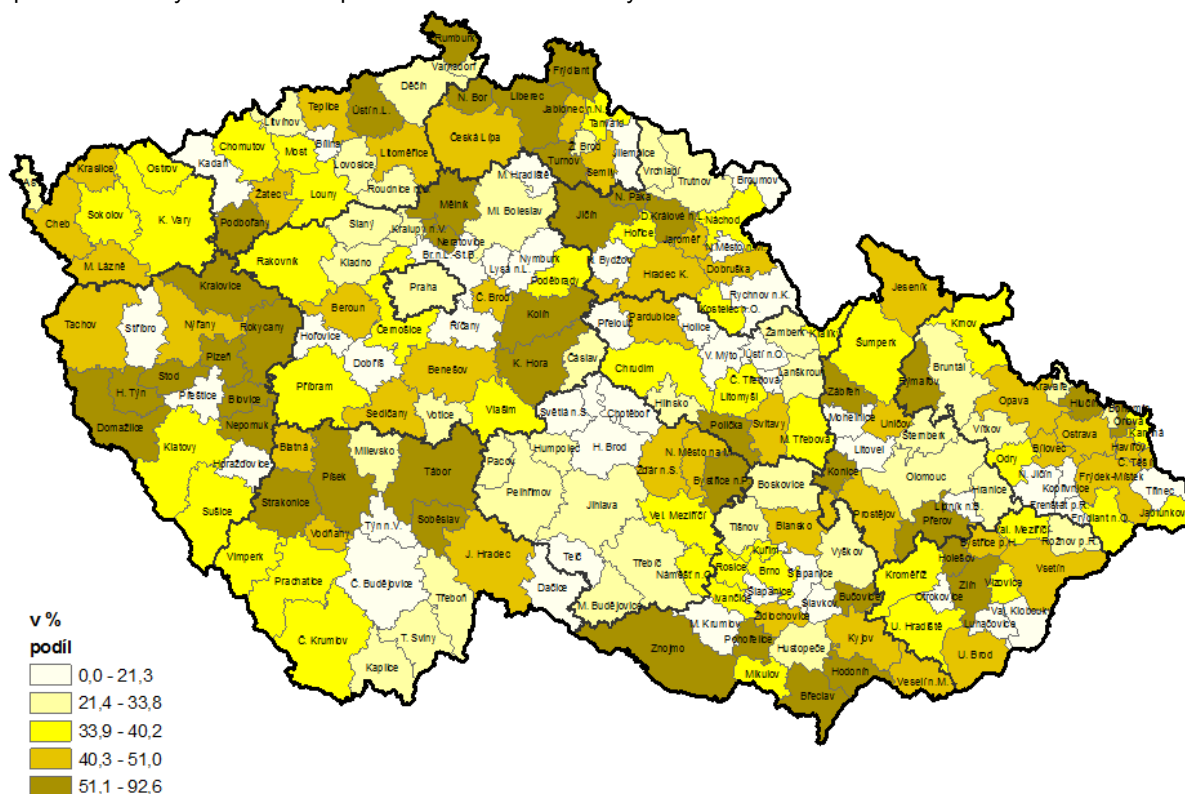 Rumburk
Varnsdorf
Frýdlant
Děčín
N. Bor
Liberec
Teplice
Ústí n.L.
Jablonec n.N.
Tanvald
Litvínov
Česká Lípa
Ž. Brod
Jilemnice
Chomutov
Most
Bílina
Litoměřice
Turnov
Semily
Vrchlabí
Trutnov
Kraslice
Ostrov
Kadaň
Lovosice
M. Hradiště
Broumov
Aš
Žatec
Louny
Roudnice n.L.
N. Paka
Cheb
Sokolov
K. Vary
Podbořany
Mělník
Ml. Boleslav
Jičín
D. Králové n.L.
Náchod
Slaný
Kralupy n.V.
Neratovice
Hořice
Jaroměř
N. Město n.M.
Rakovník
Kladno
Br.n.L.-St.B.
Lysá n.L.
Nymburk
N. Bydžov
M. Lázně
Praha
Poděbrady
Hradec K.
Dobruška
Kralovice
Č. Brod
Rychnov n.K.
Jeseník
Beroun
Kolín
Kostelec n.O.
Tachov
Stříbro
Nýřany
Rokycany
Hořovice
Černošice
Říčany
Přelouč
Pardubice
Holice
Žamberk
Králíky
Krnov
Plzeň
Dobříš
Čáslav
V. Mýto
Ústí n.O.
Šumperk
Stod
Benešov
K. Hora
Chrudim
Lanškroun
Bruntál
H. Týn
Přeštice
Blovice
Příbram
Č. Třebová
Rýmařov
Kravaře
Hlučín
Bohumín
Domažlice
Nepomuk
Sedlčany
Votice
Vlašim
Světlá n.S.
Chotěboř
Hlinsko
Litomyšl
Svitavy
Zábřeh
Opava
Orlová
Karviná
Klatovy
Blatná
Milevsko
H. Brod
Polička
M. Třebová
Mohelnice
Uničov
Šternberk
Vítkov
Bílovec
Ostrava
Havířov
Č. Těšín
Horažďovice
Pacov
Humpolec
N. Město na M.
Litovel
Odry
N. Jičín
Frýdek-Místek
Písek
Tábor
Žďár n.S.
Bystřice n.P.
Konice
Olomouc
Hranice
Kopřivnice
Třinec
Sušice
Strakonice
Pelhřimov
Jihlava
Boskovice
Lipník n.B.
Frenštát p.R.
Frýdlant n.O.
Jablunkov
Soběslav
Vel. Meziříčí
Prostějov
Přerov
Val. Meziříčí
Vodňany
Týn n.V.
Tišnov
Blansko
Bystřice p.H.
Rožnov p.R.
Vimperk
J. Hradec
Telč
Třebíč
Kuřim
Vyškov
Holešov
Vsetín
Prachatice
Č. Budějovice
Třeboň
Dačice
Náměšť n.O.
Rosice
Brno
Šlapanice
Kroměříž
Zlín
Vizovice
Ivančice
Šlapanice
Slavkov
Bučovice
Otrokovice
Val. Klobouky
Č. Krumlov
T. Sviny
M. Budějovice
M. Krumlov
Židlochovice
Luhačovice
Kaplice
Znojmo
Pohořelice
Hustopeče
Kyjov
U. Hradiště
U. Brod
Mikulov
Břeclav
Hodonín
Veselí n.M.
v %
podíl
0,0 - 21,3
21,4 - 33,8
33,9 - 40,2
40,3 - 51,0
51,1 - 92,6